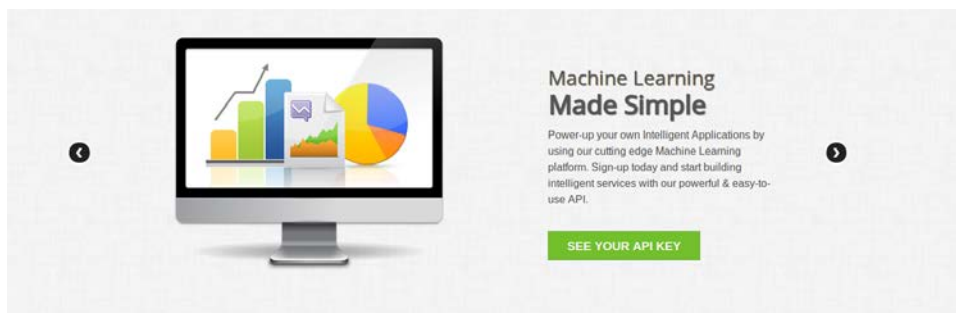 Machine Learning
Made Simple
Power-up your own Intelligent Applications by
using our cutting edge Machine Learning
platform. Sign-up today and start building
intelligent services with our powerful & easy-to-
use API.
SEE YOUR API KEY